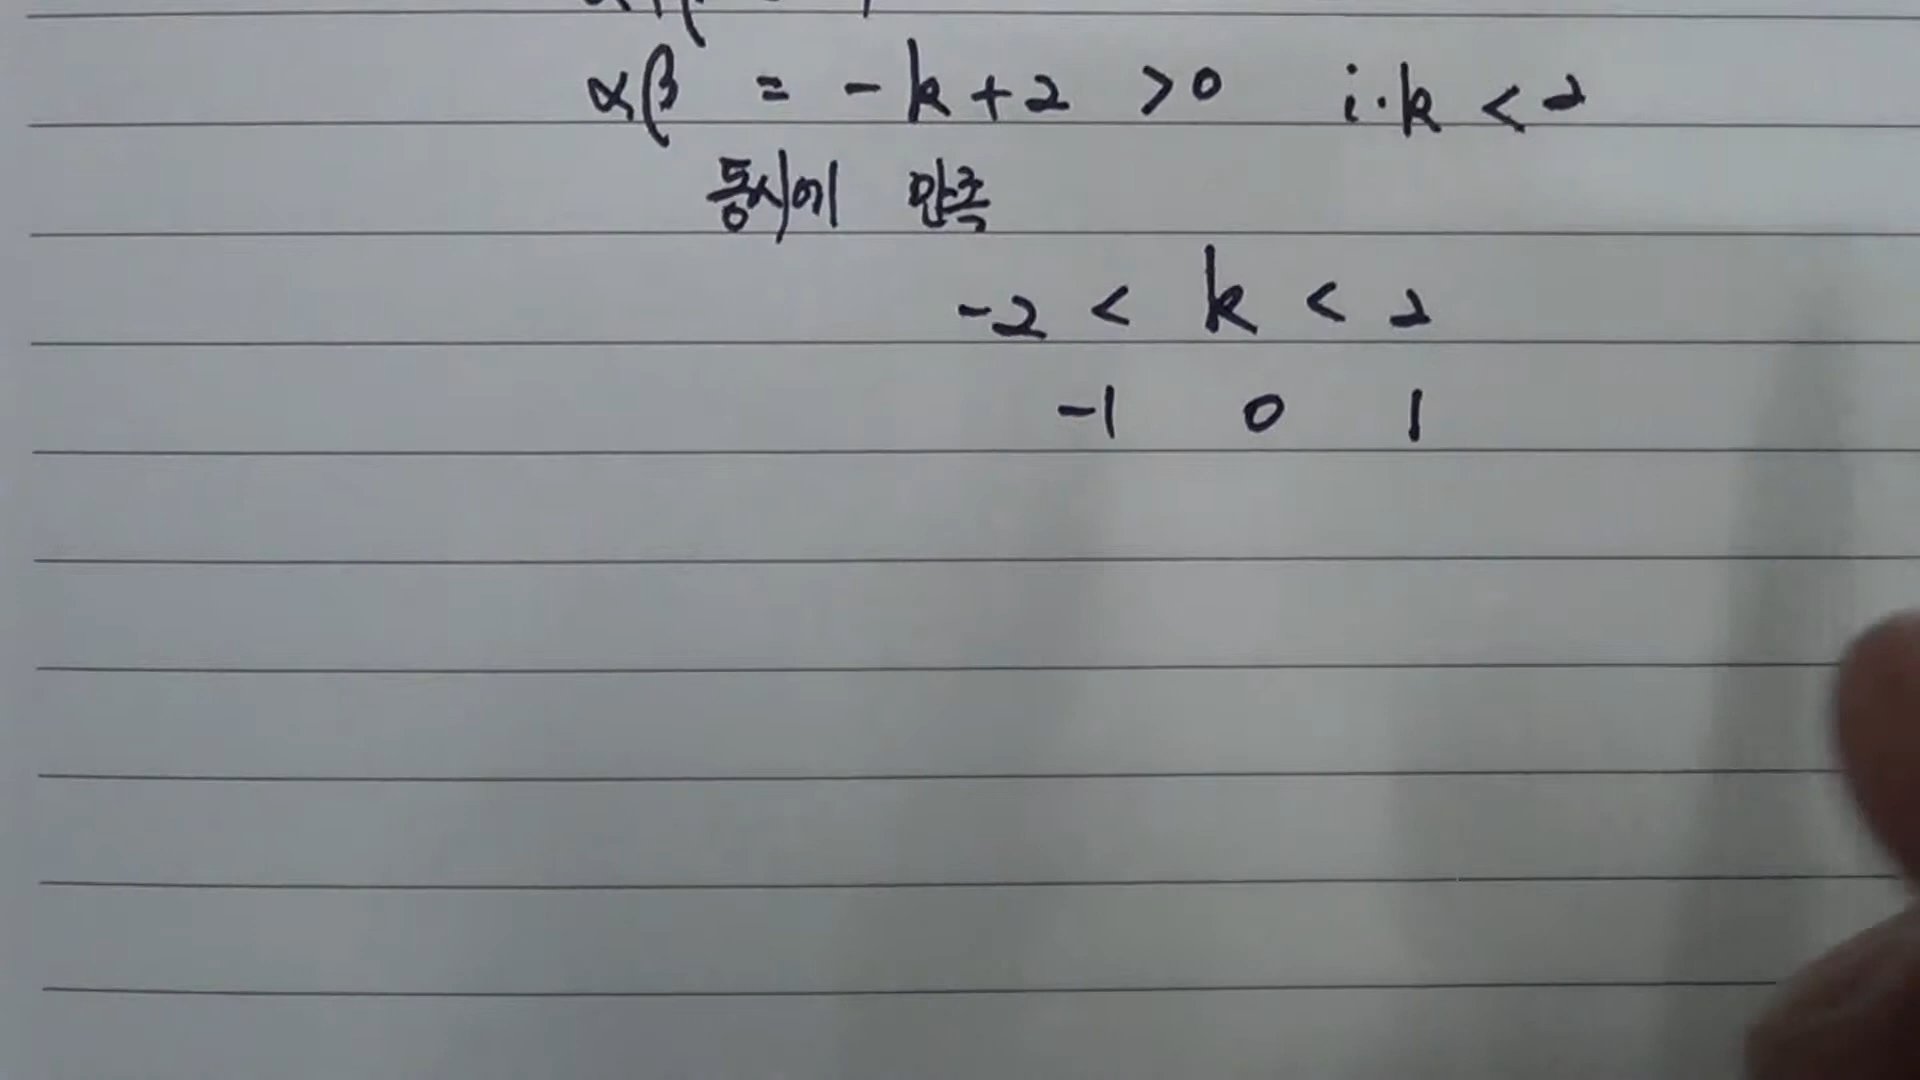 αβ = -k+2 >0 i.k < 2
동시에 만족
-2 < k < 2
-1 0 1